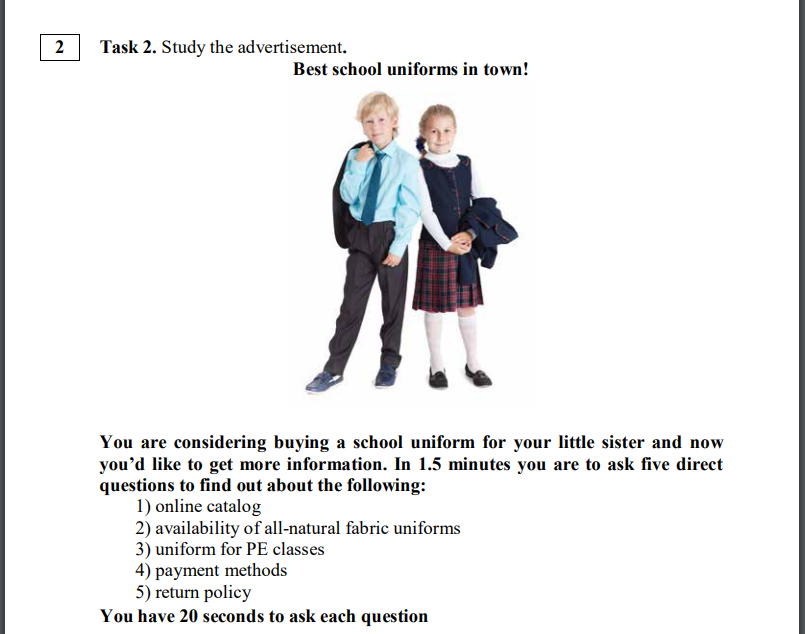 2
Task 2. Study the advertisement.
Best school uniforms in town!
You are considering buying a school uniform for your little sister and now
you’d like to get more information. In 1.5 minutes you are to ask five direct
questions to find out about the following:
1) online catalog
2) availability of all-natural fabric uniforms
3) uniform for PE classes
4) payment methods
5) return policy
You have 20 seconds to ask each question